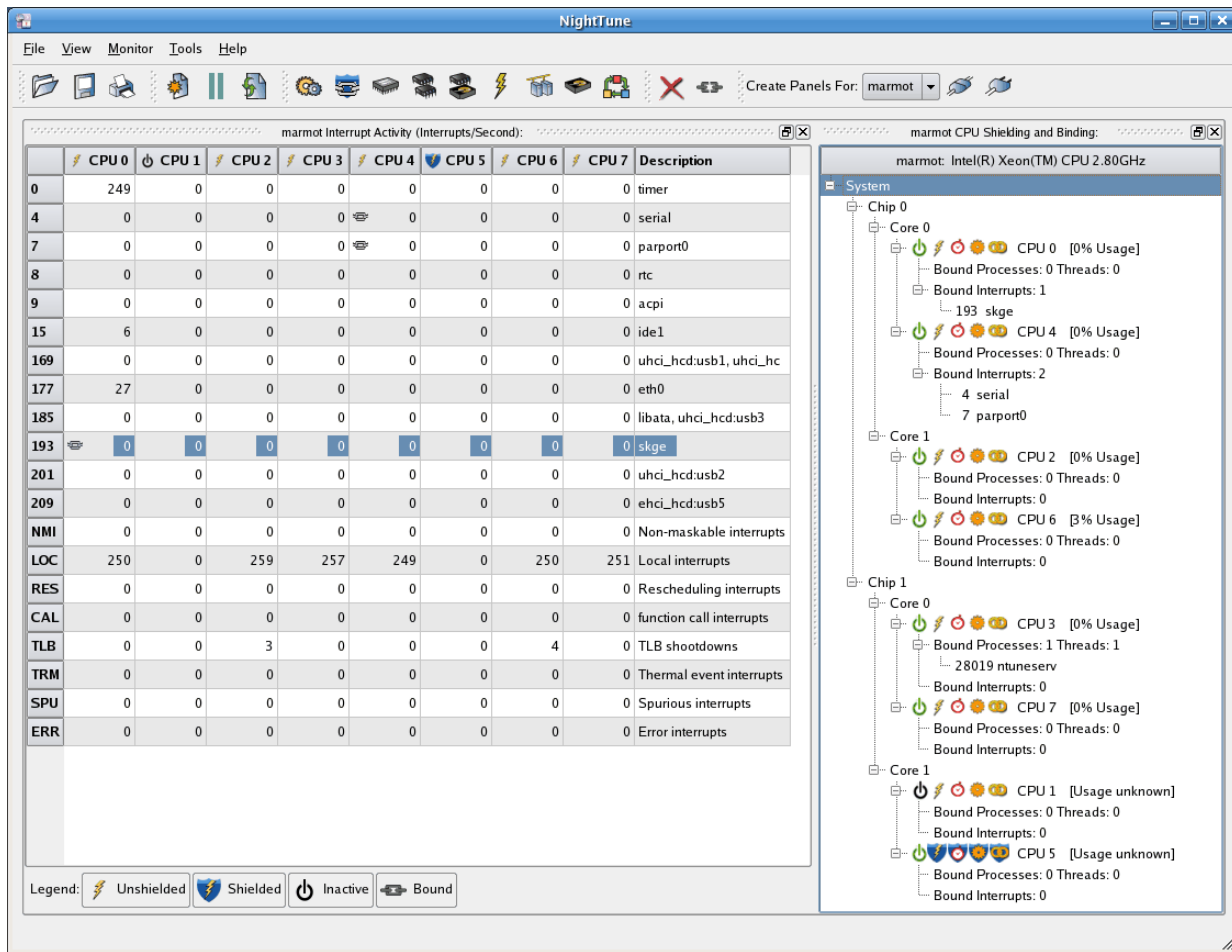 NightTune
File View Monitor Tools Help
Create Panels For: marmot
marmot Interrupt Activity (Interrupts/Second):
CPU 0 CPU 1 CPU 2 CPU 3 CPU 4 CPU 5 CPU 6 CPU 7 Description
0 249 0 0 0 0 0 0 0 timer
4 0 0 0 0 0 0 0 0 serial
7 0 0 0 0 0 0 0 0 parport0
8 0 0 0 0 0 0 0 0 rtc
9 0 0 0 0 0 0 0 0 acpi
15 6 0 0 0 0 0 0 0 ide1
169 0 0 0 0 0 0 0 0 uhci_hcd:usb1, uhci_hc
177 27 0 0 0 0 0 0 0 eth0
185 0 0 0 0 0 0 0 0 libata, uhci_hcd:usb3
193 0 0 0 0 0 0 0 0 skge
201 0 0 0 0 0 0 0 0 uhci_hcd:usb2
209 0 0 0 0 0 0 0 0 ehci_hcd:usb5
NMI 0 0 0 0 0 0 0 0 Non-maskable interrupts
LOC 250 0 259 257 249 0 250 251 Local interrupts
RES 0 0 0 0 0 0 0 0 Rescheduling interrupts
CAL 0 0 0 0 0 0 0 0 function call interrupts
TLB 0 0 3 0 0 0 4 0 TLB shootdowns
TRM 0 0 0 0 0 0 0 0 Thermal event interrupts
SPU 0 0 0 0 0 0 0 0 Spurious interrupts
ERR 0 0 0 0 0 0 0 0 Error interrupts
Legend: Unshielded Shielded Inactive Bound
marmot CPU Shielding and Binding:
marmot: Intel(R) Xeon(TM) CPU 2.80GHz
System
Chip 0
Core 0
CPU 0 [0% Usage]
Bound Processes: 0 Threads: 0
Bound Interrupts: 1
193 skge
CPU 4 [0% Usage]
Bound Processes: 0 Threads: 0
Bound Interrupts: 2
4 serial
7 parport0
Core 1
CPU 2 [0% Usage]
Bound Processes: 0 Threads: 0
Bound Interrupts: 0
CPU 6 [3% Usage]
Bound Processes: 0 Threads: 0
Bound Interrupts: 0
Chip 1
Core 0
CPU 3 [0% Usage]
Bound Processes: 1 Threads: 1
28019 ntuneserv
Bound Interrupts: 0
CPU 7 [0% Usage]
Bound Processes: 0 Threads: 0
Bound Interrupts: 0
Core 1
CPU 1 [Usage unknown]
Bound Processes: 0 Threads: 0
Bound Interrupts: 0
CPU 5 [Usage unknown]
Bound Processes: 0 Threads: 0
Bound Interrupts: 0